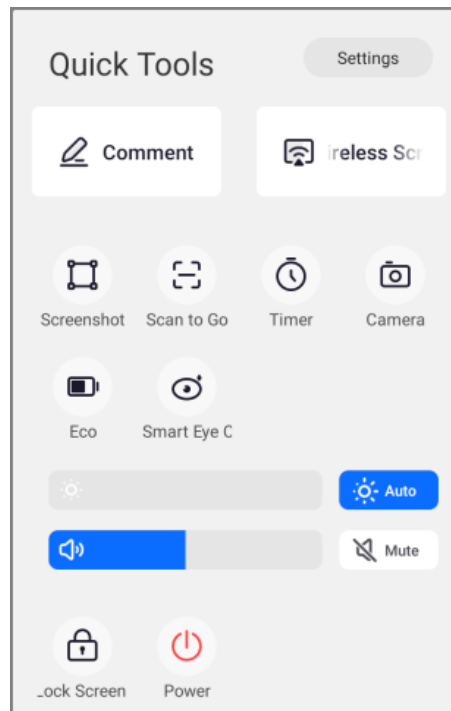 Quick Tools
Settings
Comment
ireless Scr
Screenshot
Scan to Go
Timer
Camera
Eco
Smart Eye C
Auto
Mute
Lock Screen
Power